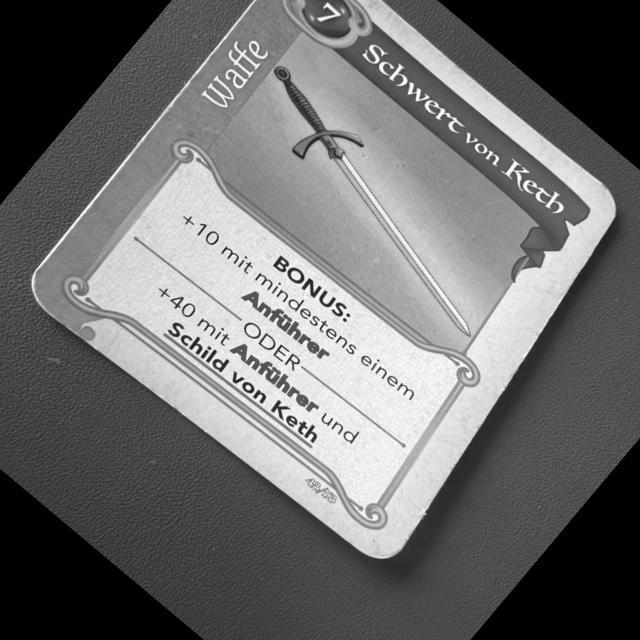 7
Schwert von Keth
Waffe
BONUS:
+10 mit mindestens einem
Anführer
ODER
+40 mit Anführer und
Schild von Keth